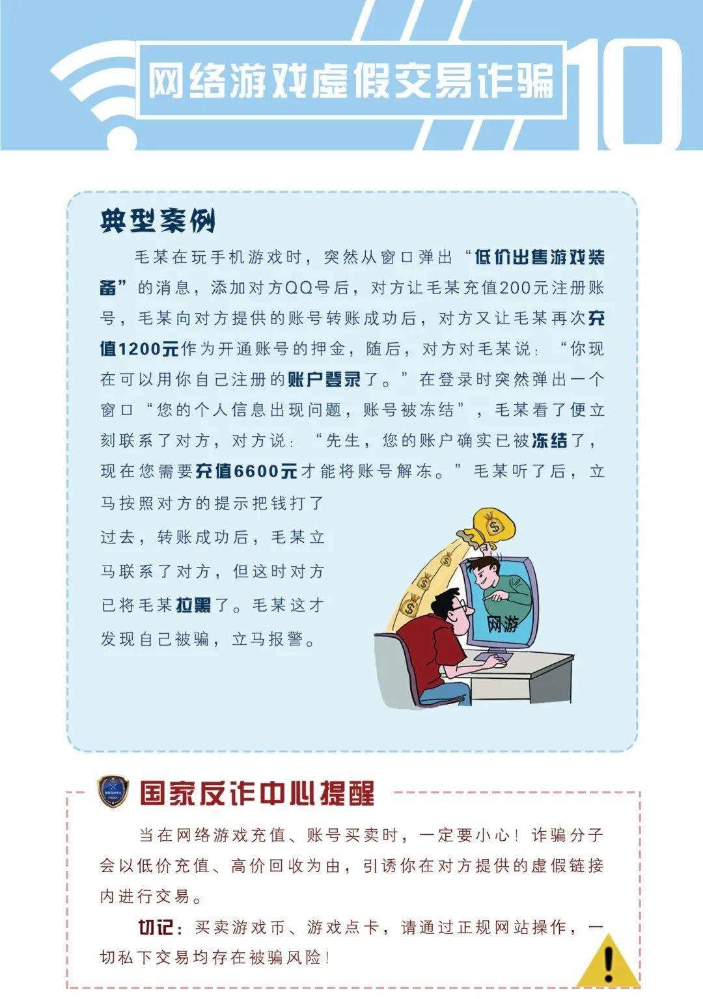 网络游戏虚假交易诈骗
10
典型案例
毛某在玩手机游戏时，突然从窗口弹出“低价出售游戏装
备”的消息，添加对方QQ号后，对方让毛某充值200元注册账
号，毛某向对方提供的账号转账成功后，对方又让毛某再次充
值1200元作为开通账号的押金，随后，对方对毛某说：“你现
在可以用你自己注册的账户登录了。”在登录时突然弹出一个
窗口“您的个人信息出现问题，账号被冻结”，毛某看了便立
刻联系了对方，对方说：“先生，您的账户确实已被冻结了，
现在您需要充值6600元才能将账号解冻。”毛某听了后，立
马按照对方的提示把钱打了
过去，转账成功后，毛某立
马联系了对方，但这时对方
已将毛某拉黑了。毛某这才
发现自己被骗，立马报警。
$
$
$
$
网游
国家反诈中心
国家反诈中心提醒
当在网络游戏充值、账号买卖时，一定要小心！诈骗分子
会以低价充值、高价回收为由，引诱你在对方提供的虚假链接
内进行交易。
切记：买卖游戏币、游戏点卡，请通过正规网站操作，一
切私下交易均存在被骗风险！